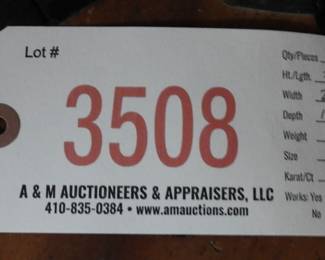 Lot #
3508
A & M AUCTIONEERS & APPRAISERS, LLC
410-835-0384 • www.amauctions.com
Qty/Pieces
Ht./Lgth.
Width
Depth
Weight
Size
Karat/Ct
Works: Yes
No